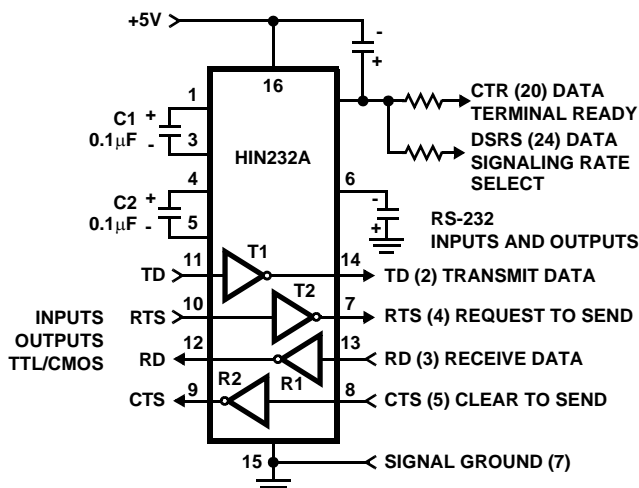 +5V
-
+
16
1
CTR (20) DATA
TERMINAL READY
C1
+
0.1µF
-
3
DSRS (24) DATA
SIGNALING RATE
SELECT
HIN232A
4
6
C2
+
0.1µF
-
5
-
+
RS-232
INPUTS AND OUTPUTS
T1
TD
11
14
TD (2) TRANSMIT DATA
T2
RTS
10
7
RTS (4) REQUEST TO SEND
INPUTS
OUTPUTS
TTL/CMOS
RD
12
13
RD (3) RECEIVE DATA
R1
R2
CTS
9
8
CTS (5) CLEAR TO SEND
15
SIGNAL GROUND (7)